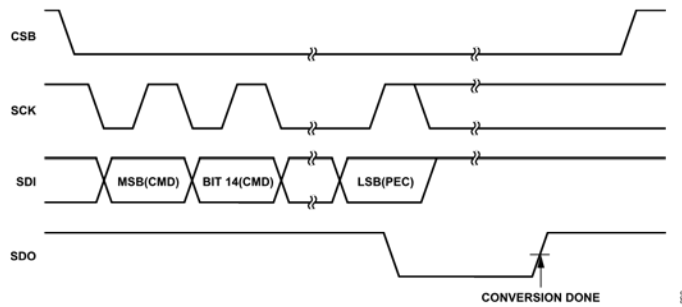 CSB
SCK
SDI
MSB(CMD)
BIT 14(CMD)
LSB(PEC)
SDO
CONVERSION DONE